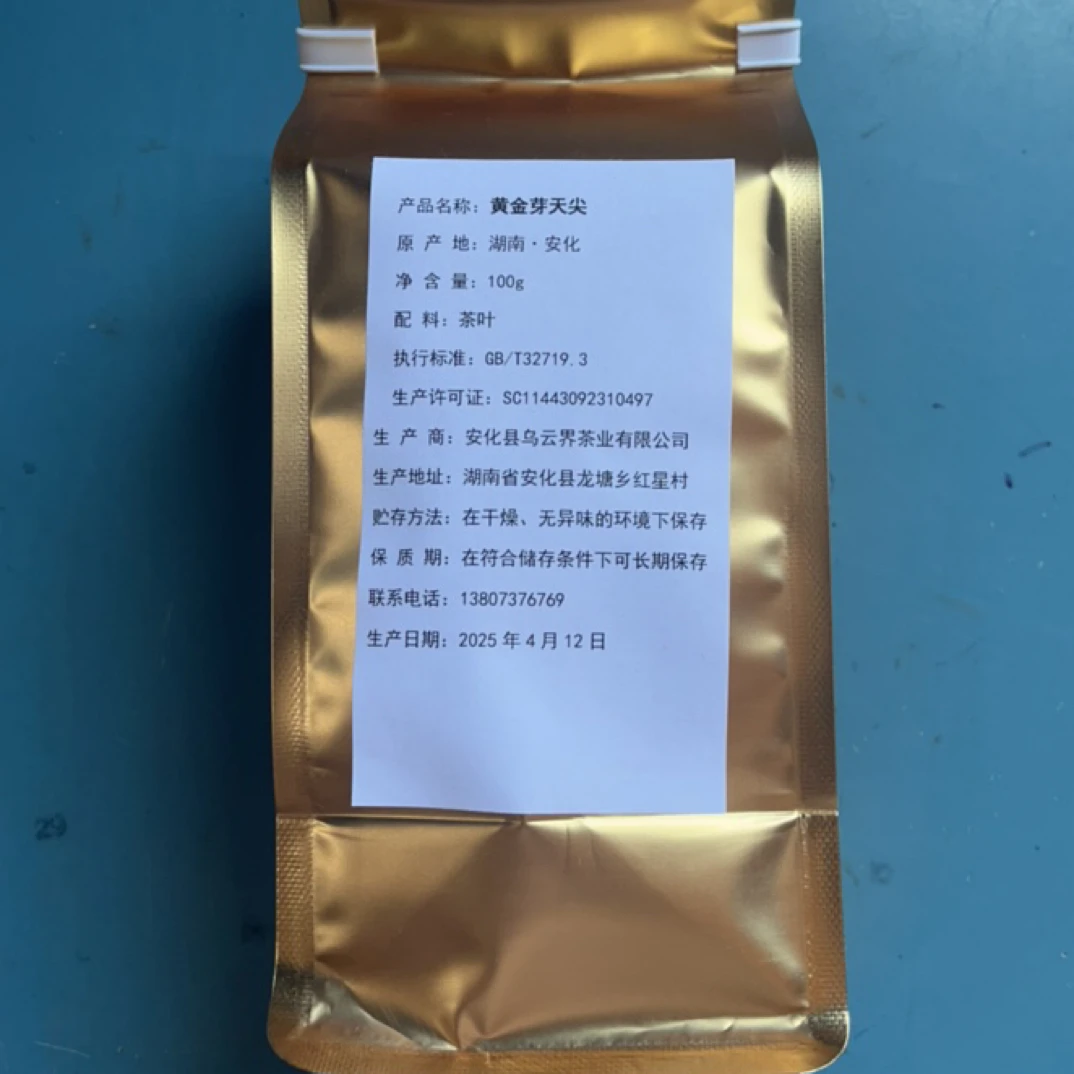 产品名称：黄金芽天尖
原 产 地：湖南·安化
净 含 量：100g
配 料：茶叶
执行标准：GB/T32719.3
生产许可证：SC11443092310497
生 产 商：安化县乌云界茶业有限公司
生产地址：湖南省安化县龙塘乡红星村
贮存方法：在干燥、无异味的环境下保存
保 质 期：在符合储存条件下可长期保存
联系电话：13807376769
生产日期：2025 年 4 月 12 日
29